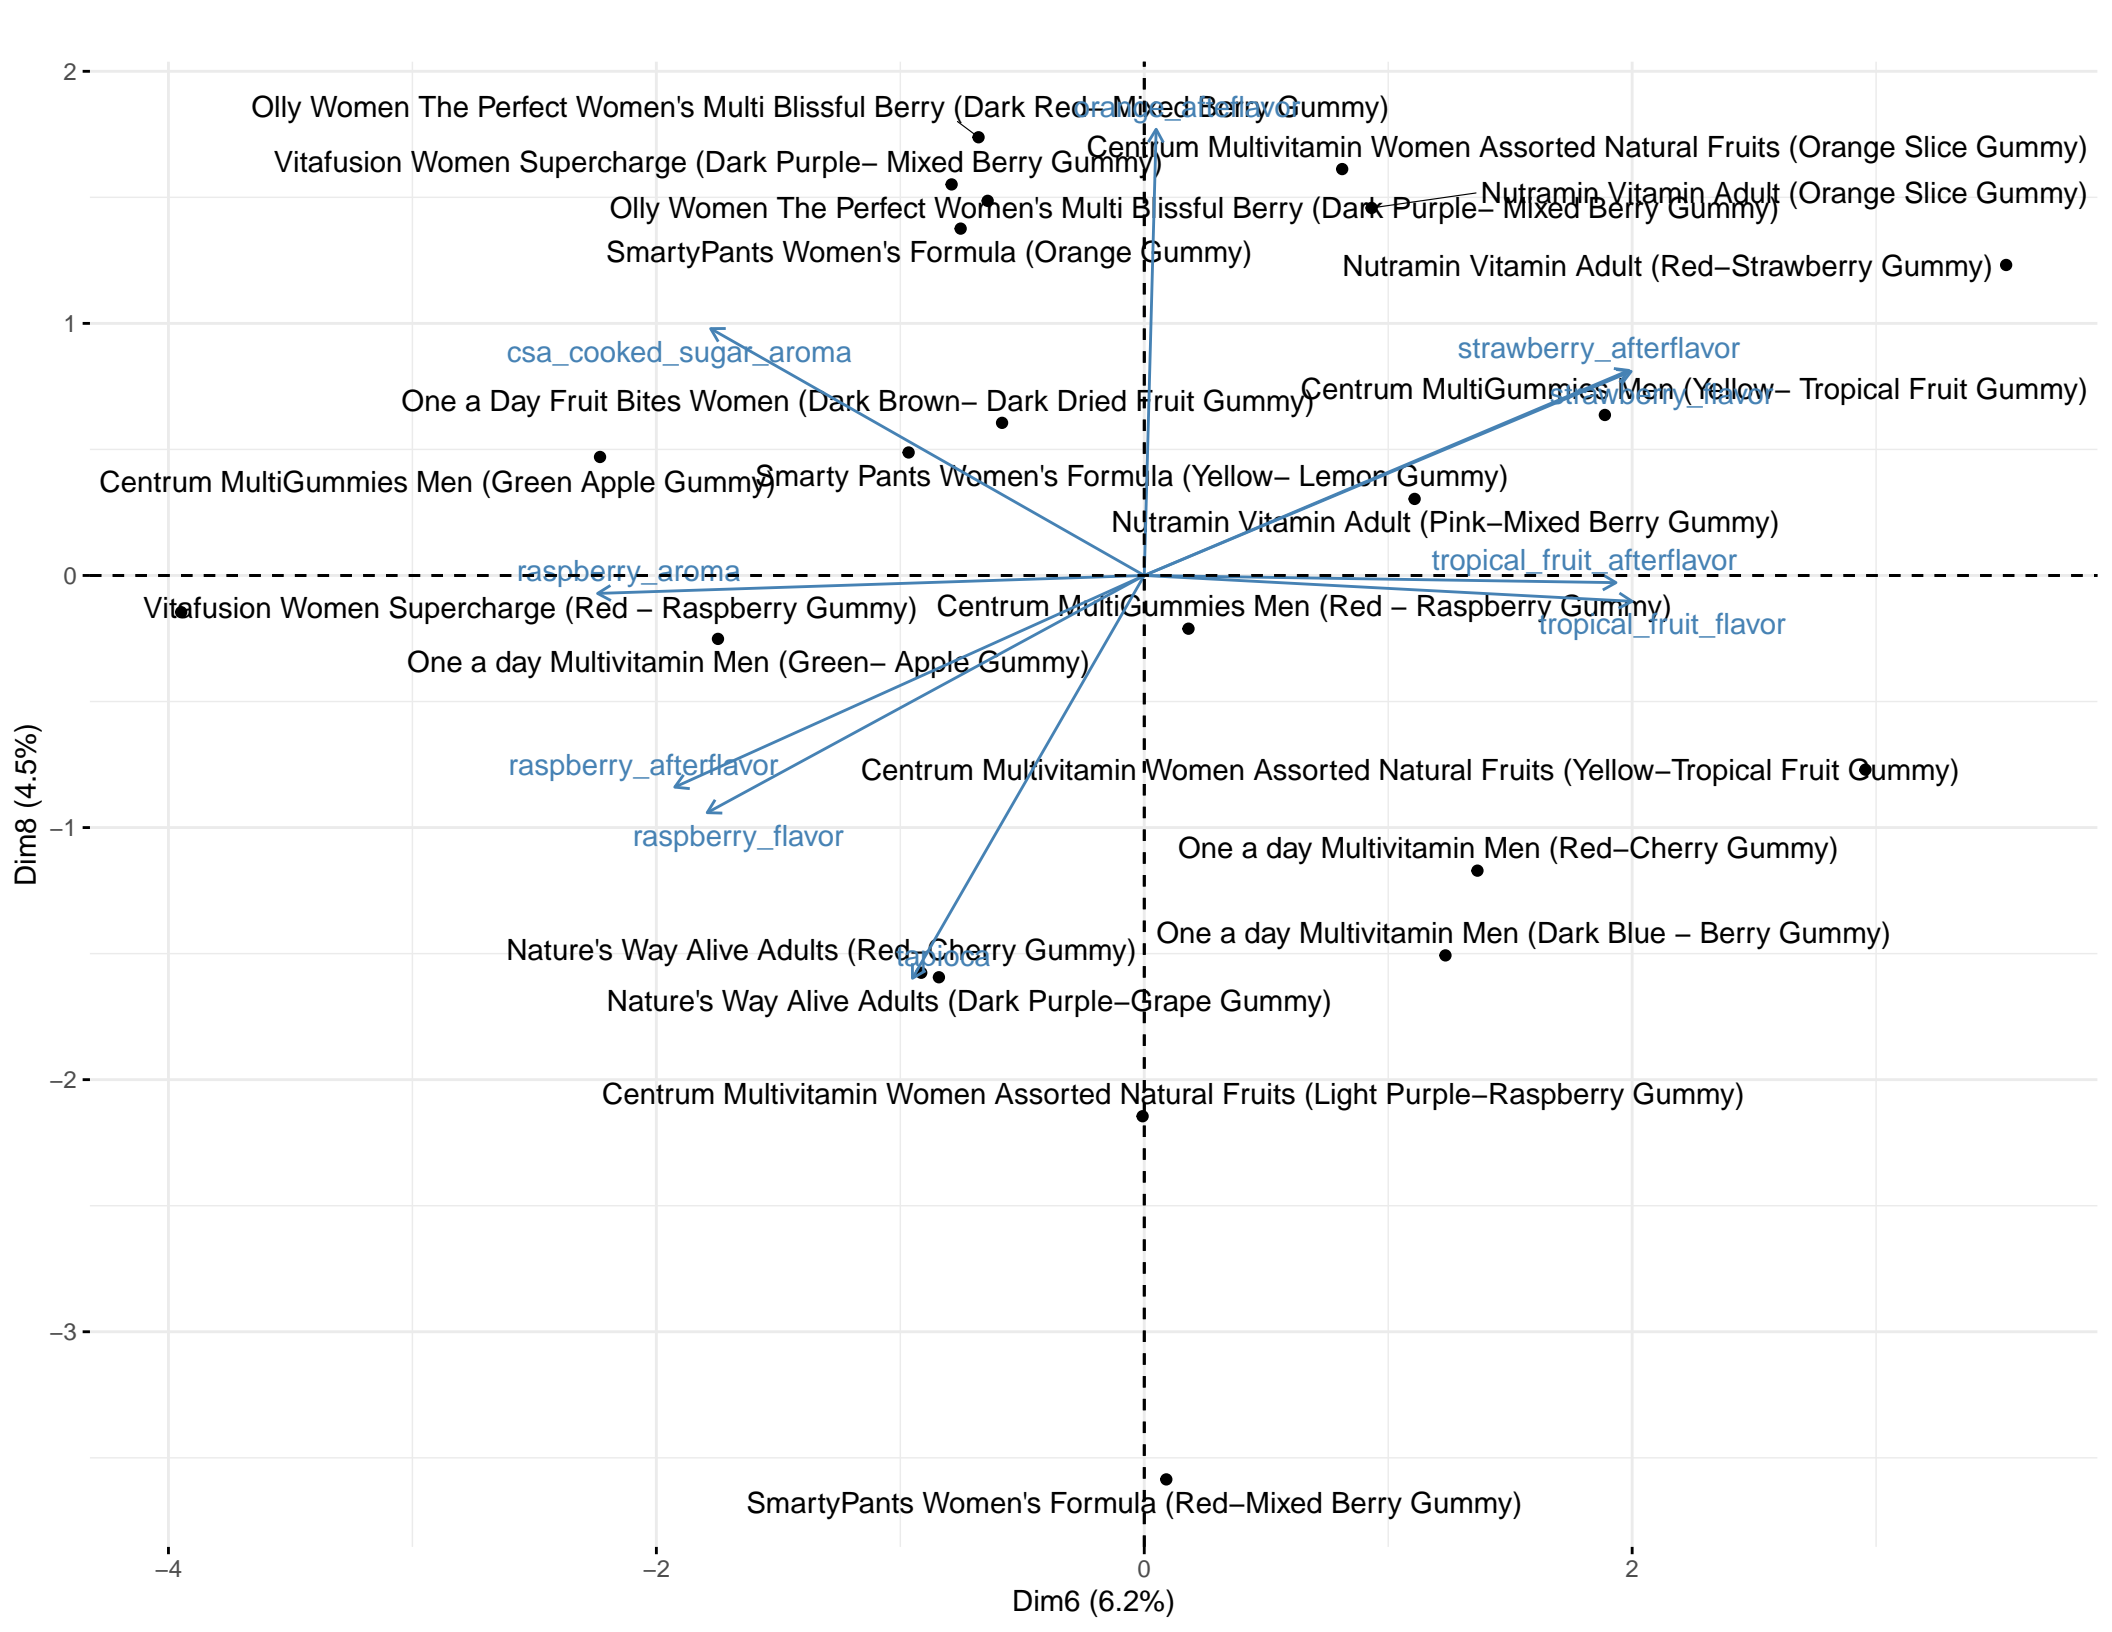 2
Olly Women The Perfect Women's Multi Blissful Berry (Dark Red− Mixed Berry Gummy)
orange_afteflavor
Centrum Multivitamin Women Assorted Natural Fruits (Orange Slice Gummy)
Vitafusion Women Supercharge (Dark Purple− Mixed Berry Gummy)
Nutramin Vitamin Adult (Orange Slice Gummy)
Olly Women The Perfect Women's Multi Blissful Berry (Dark Purple− Mixed Berry Gummy)
SmartyPants Women's Formula (Orange Gummy)
Nutramin Vitamin Adult (Red−Strawberry Gummy)
1
csa_cooked_sugar_aroma
strawberry_afterflavor
Centrum MultiGummies Men (Yellow− Tropical Fruit Gummy)
strawberry_flavor
One a Day Fruit Bites Women (Dark Brown− Dark Dried Fruit Gummy)
Smarty Pants Women's Formula (Yellow− Lemon Gummy)
Centrum MultiGummies Men (Green Apple Gummy)
Nutramin Vitamin Adult (Pink−Mixed Berry Gummy)
tropical_fruit_afterflavor
raspberry_aroma
0
Vitafusion Women Supercharge (Red − Raspberry Gummy)
Centrum MultiGummies Men (Red − Raspberry Gummy)
tropical_fruit_flavor
One a day Multivitamin Men (Green− Apple Gummy)
raspberry_afterflavor
Centrum Multivitamin Women Assorted Natural Fruits (Yellow−Tropical Fruit Gummy)
Dim8 (4.5%)
−1
raspberry_flavor
One a day Multivitamin Men (Red−Cherry Gummy)
One a day Multivitamin Men (Dark Blue − Berry Gummy)
Nature's Way Alive Adults (Red−Cherry Gummy)
tapioca
Nature's Way Alive Adults (Dark Purple−Grape Gummy)
−2
Centrum Multivitamin Women Assorted Natural Fruits (Light Purple−Raspberry Gummy)
−3
SmartyPants Women's Formula (Red−Mixed Berry Gummy)
−4
−2
0
2
Dim6 (6.2%)